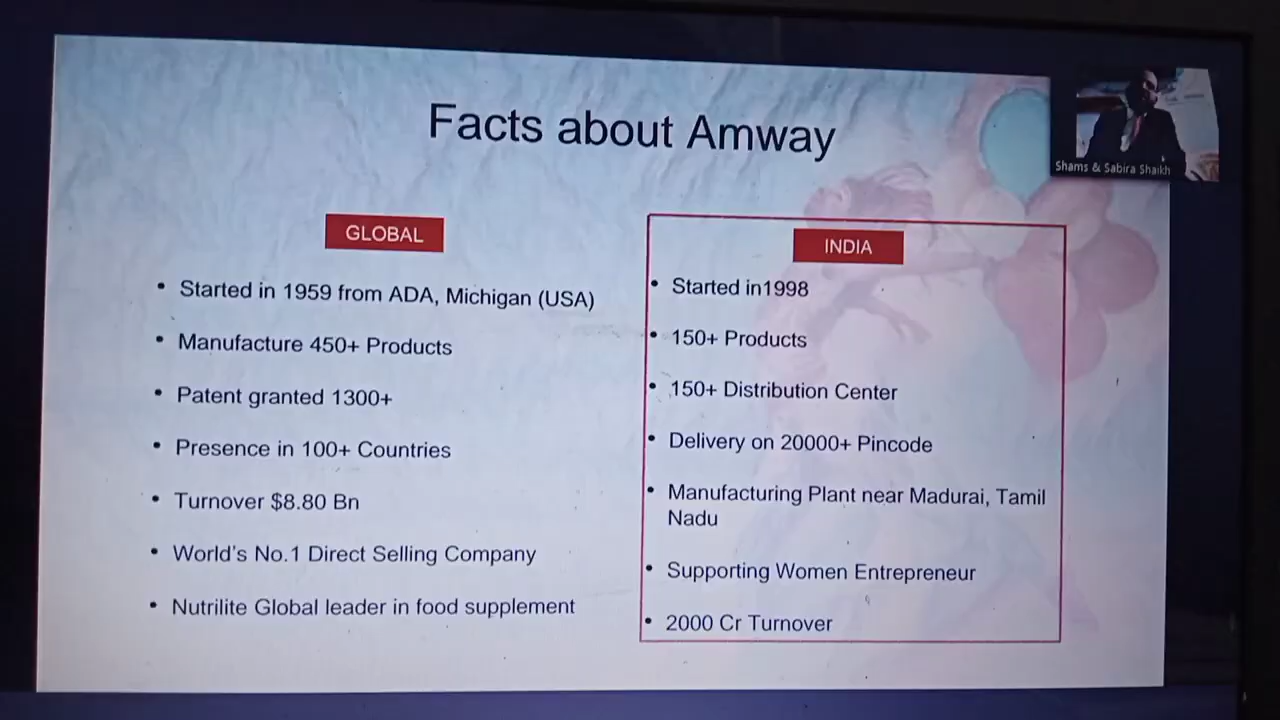 Facts about Amway
Shams & Sabira Shaikh
GLOBAL
• Started in 1959 from ADA, Michigan (USA)
• Manufacture 450+ Products
• Patent granted 1300+
• Presence in 100+ Countries
• Turnover $8.80 Bn
• World's No.1 Direct Selling Company
• Nutrilite Global leader in food supplement
INDIA
• Started in1998
• 150+ Products
• 150+ Distribution Center
• Delivery on 20000+ Pincode
• Manufacturing Plant near Madurai, Tamil
Nadu
• Supporting Women Entrepreneur
• 2000 Cr Turnover